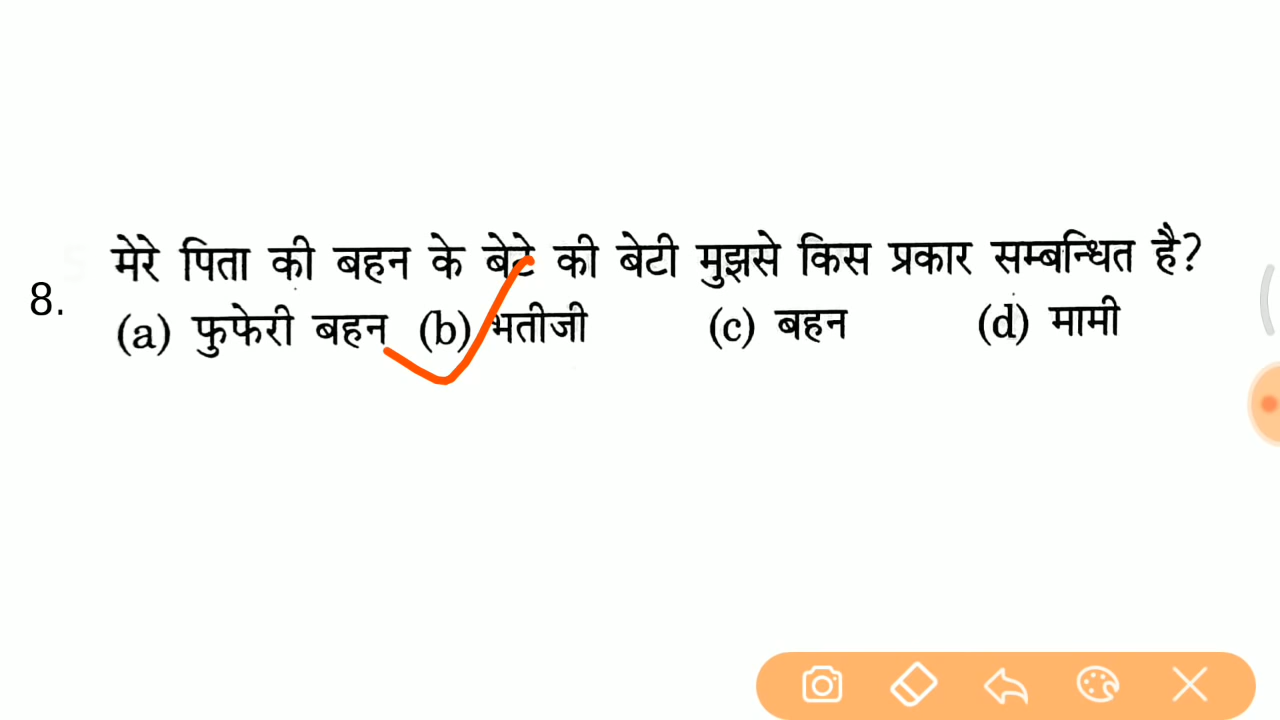 8. मेरे पिता की बहन के बेटे की बेटी मुझसे किस प्रकार सम्बन्धित है?
(a) फुफेरी बहन (b) भतीजी (c) बहन (d) मामी